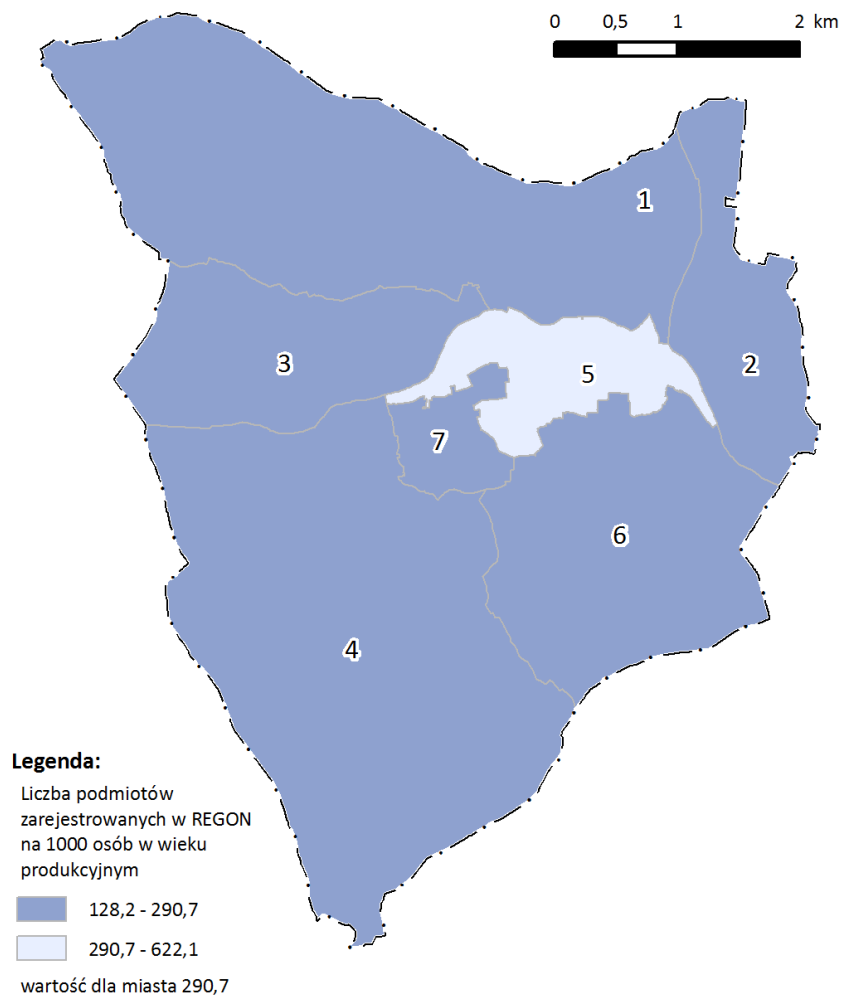 0 0,5 1 2 km
1
2
3
5
7
6
4
Legenda:
Liczba podmiotów
zarejestrowanych w REGON
na 1000 osób w wieku
produkcyjnym
128,2 - 290,7
290,7 - 622,1
wartość dla miasta 290,7